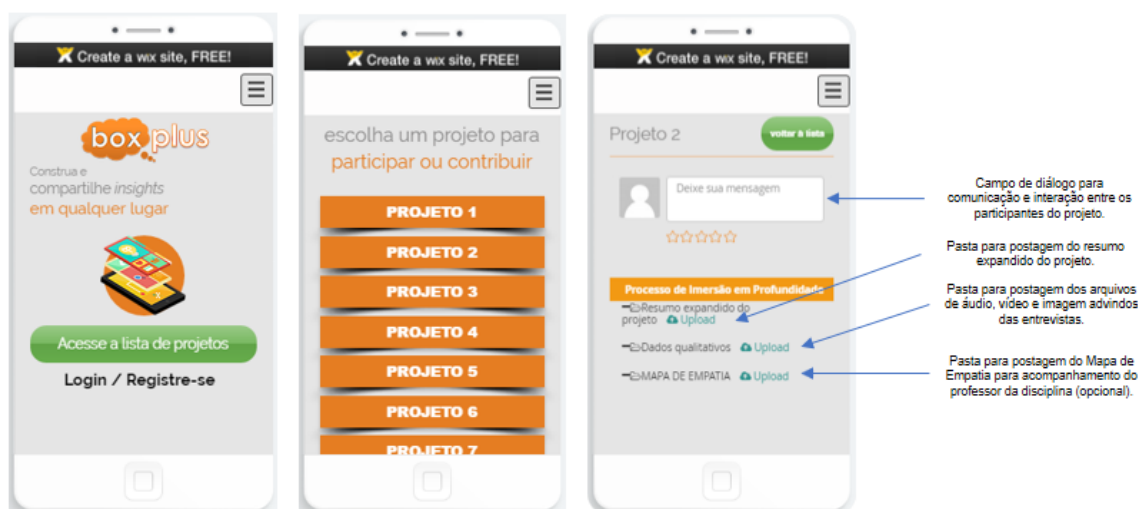 Create a WIX site, FREE!
box plus
Construa e
compartilhe insights
em qualquer lugar
Acesse a lista de projetos
Login / Registre-se
Create a WIX site, FREE!
escolha um projeto para
participar ou contribuir
PROJETO 1
PROJETO 2
PROJETO 3
PROJETO 4
PROJETO 5
PROJETO 6
PROJETO 7
Create a WIX site, FREE!
Projeto 2
voltar à lista
Deixe sua mensagem
Processo de Imersão em Profundidade
Resumo expandido do
projeto Upload
Dados qualitativos Upload
MAPA DE EMPATIA Upload
Campo de diálogo para
comunicação e interação entre os
participantes do projeto.
Pasta para postagem do resumo
expandido do projeto.
Pasta para postagem dos arquivos
de áudio, vídeo e imagem advindos
das entrevistas.
Pasta para postagem do Mapa de
Empatia para acompanhamento do
professor da disciplina (opcional).